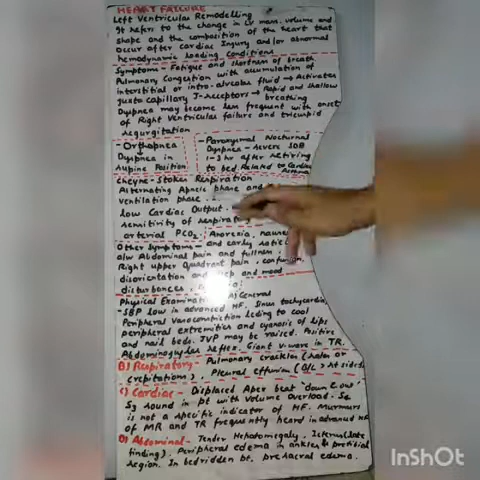 HEART FAILURE
Left Ventricular Remodelling
It refers to the change in LV mass, volume and
shape and the composition of the heart that
occur after cardiac Injury and/or abnormal
hemodynamic loading conditions.
Symptoms - Fatigue and shortness of breath
Pulmonary Congestion with accumulation of
interstitial or intra-alveolar fluid → Activates
Juxta capillary J-receptors → Rapid and shallow
breathing
Dyspnea may become less frequent with onset
of Right Ventricular failure and tricuspid
regurgitation
Orthopnea
Dyspnea in
Supine Position
Paroxysmal Nocturnal
Dyspnea - Severe SOB
1-3 hr after retiring
to bed. Related to Cardiac
Asthma
Cheyne-Stokes Respiration
Alternating Apneic phase and
ventilation phase
low Cardiac Output
sensitivity of respiratory
arterial PCO2
Anorexia, nausea
Other Symptoms and early
a/w Abdominal pain and fullness
Right upper Quadrant pain, confusion,
disorientation and sleep and mood
disturbances
Physical Examination General
- SBP low in advanced HF. Sinus tachycardia
Peripheral vasoconstriction leding to cool
peripheral extremities and cyanosis of lips
and nail beds. JVP may be raised. Positive
Abdominojugular Reflex. Giant v-wave in TR.
B) Respiratory - Pulmonary crackles (rales or
crepitations). Pleural effusion (B/L > Rt sided)
C) Cardiac - Displaced Apex beat "down & out"
S3 sound in pt with volume overload. S4
is not a specific indicator of HF. Murmurs
of MR and TR frequently heard in advanced HF
D) Abdominal - Tender Hepatomegaly, Icterus (late
finding). Peripheral edema in ankles & pretibial
region. In bedridden pt. presacral edema.
InShOt